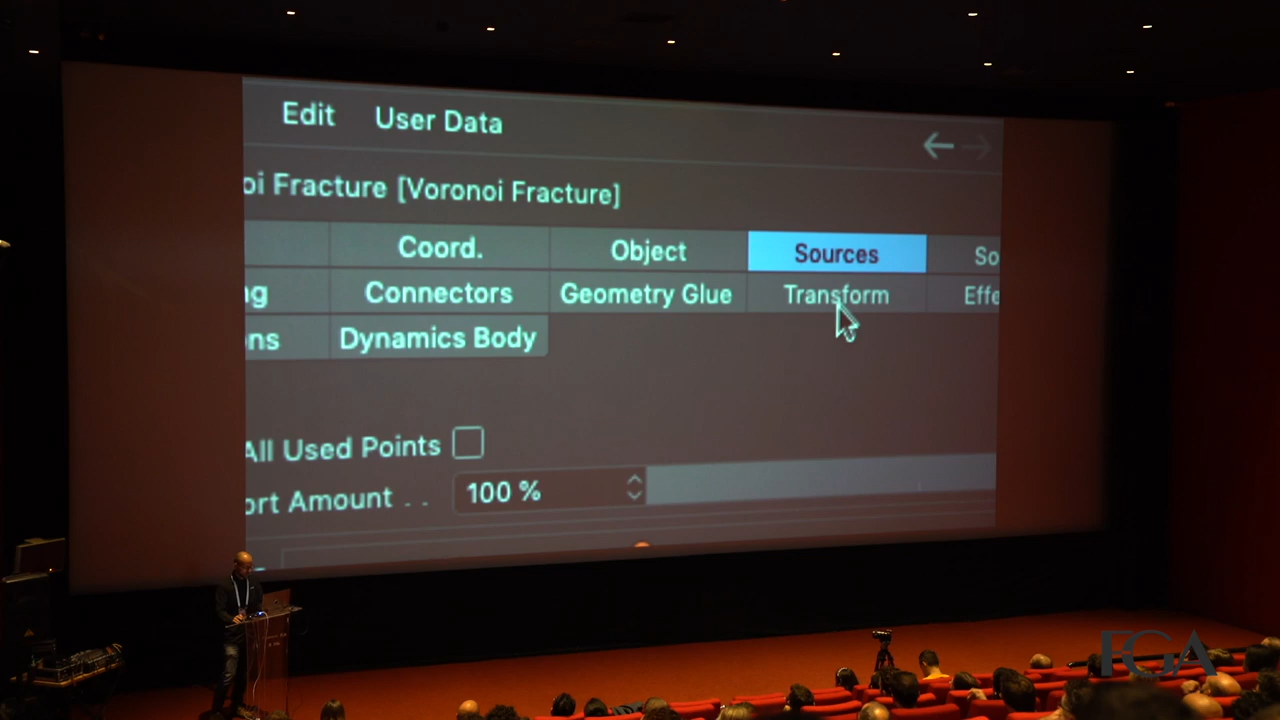 Edit User Data
oi Fracture [Voronoi Fracture]
Coord. Object Sources So
ng Connectors Geometry Glue Transform Effe
ons Dynamics Body
All Used Points
ort Amount . . 100 %
FGA